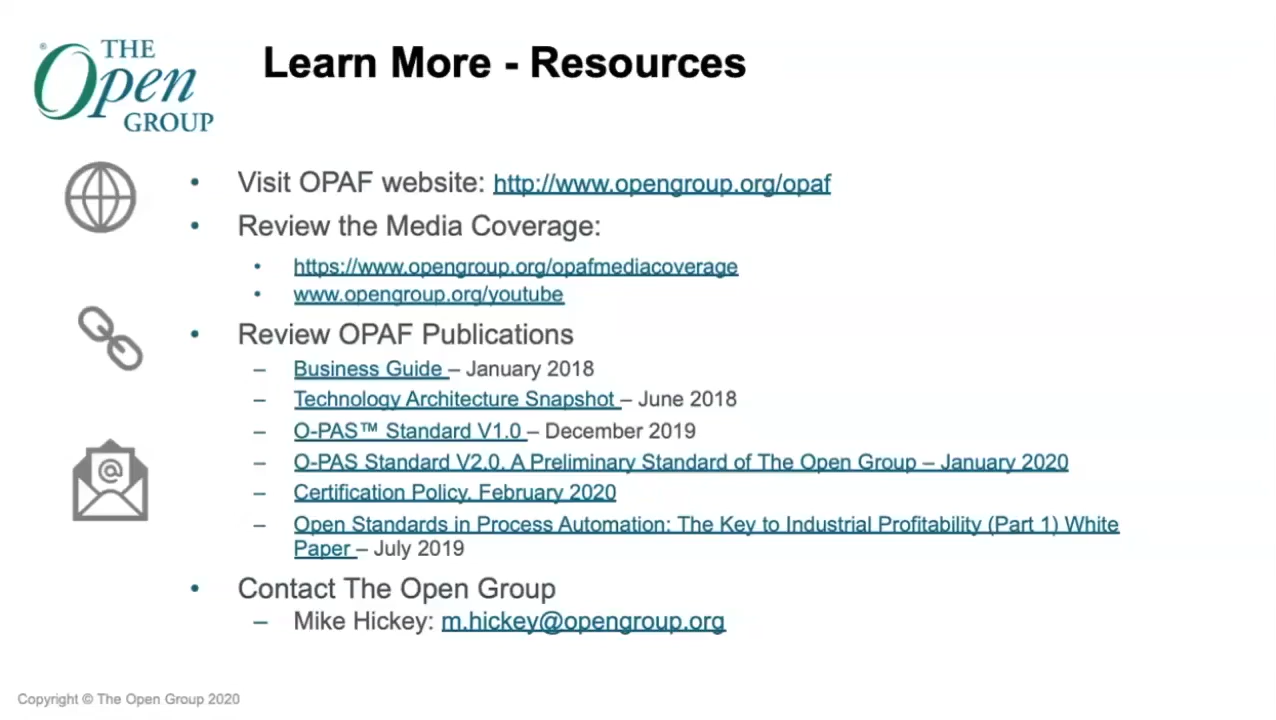 ® THE
Open
GROUP
Learn More - Resources
• Visit OPAF website: http://www.opengroup.org/opaf
• Review the Media Coverage:
• https://www.opengroup.org/opafmediacoverage
• www.opengroup.org/youtube
• Review OPAF Publications
– Business Guide – January 2018
– Technology Architecture Snapshot – June 2018
– O-PAS™ Standard V1.0 – December 2019
– O-PAS Standard V2.0, A Preliminary Standard of The Open Group – January 2020
– Certification Policy, February 2020
– Open Standards in Process Automation: The Key to Industrial Profitability (Part 1) White
Paper – July 2019
• Contact The Open Group
– Mike Hickey: m.hickey@opengroup.org
Copyright © The Open Group 2020